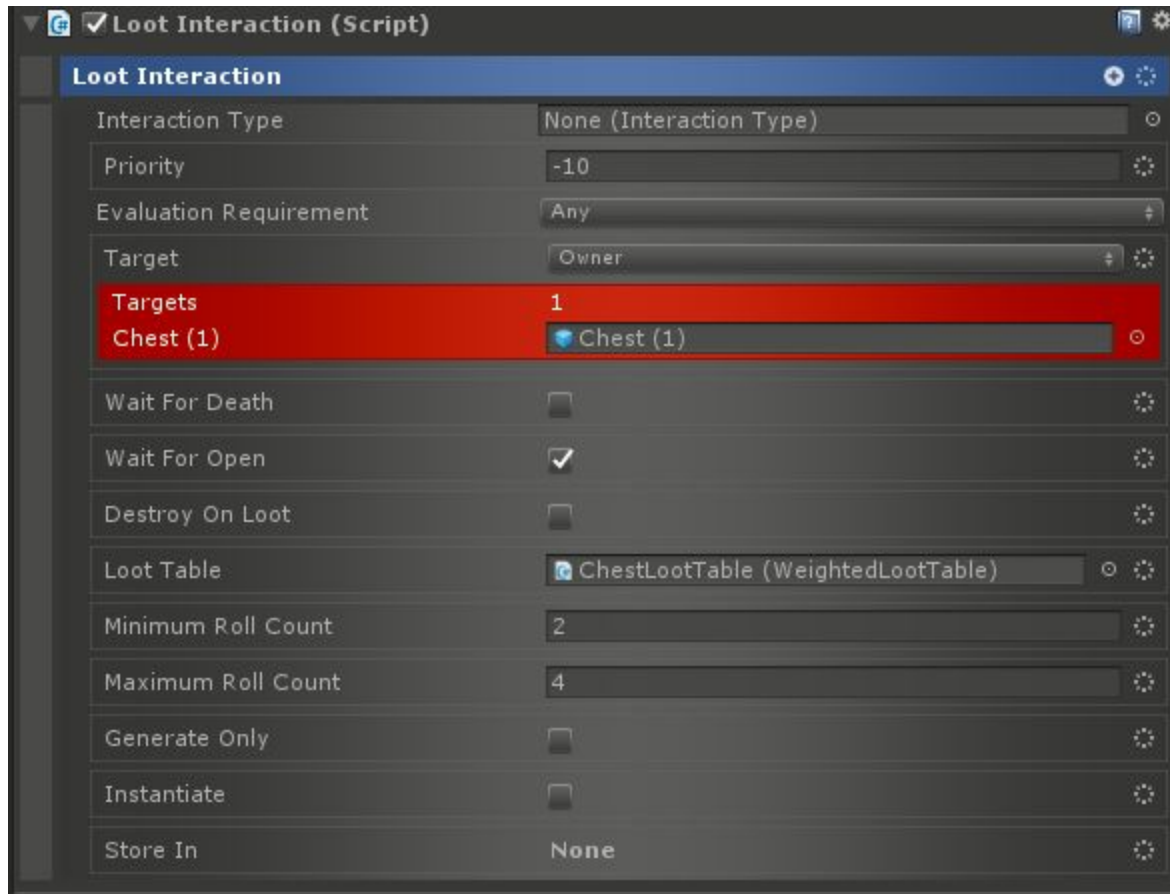 Loot Interaction (Script)
Loot Interaction
Interaction Type None (Interaction Type)
Priority -10
Evaluation Requirement Any
Target Owner
Targets 1
Chest (1) Chest (1)
Wait For Death
Wait For Open
Destroy On Loot
Loot Table ChestLootTable (WeightedLootTable)
Minimum Roll Count 2
Maximum Roll Count 4
Generate Only
Instantiate
Store In None